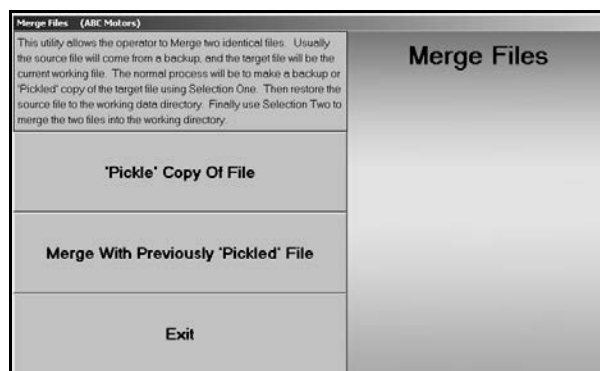 Merge Files (ABC Motors)
This utility allows the operator to Merge two identical files. Usually
the source file will come from a backup, and the target file will be the
current working file. The normal process will be to make a backup or
'Pickled' copy of the target file using Selection One. Then restore the
source file to the working data directory. Finally use Selection Two to
merge the two files into the working directory.
Merge Files
'Pickle' Copy Of File
Merge With Previously 'Pickled' File
Exit